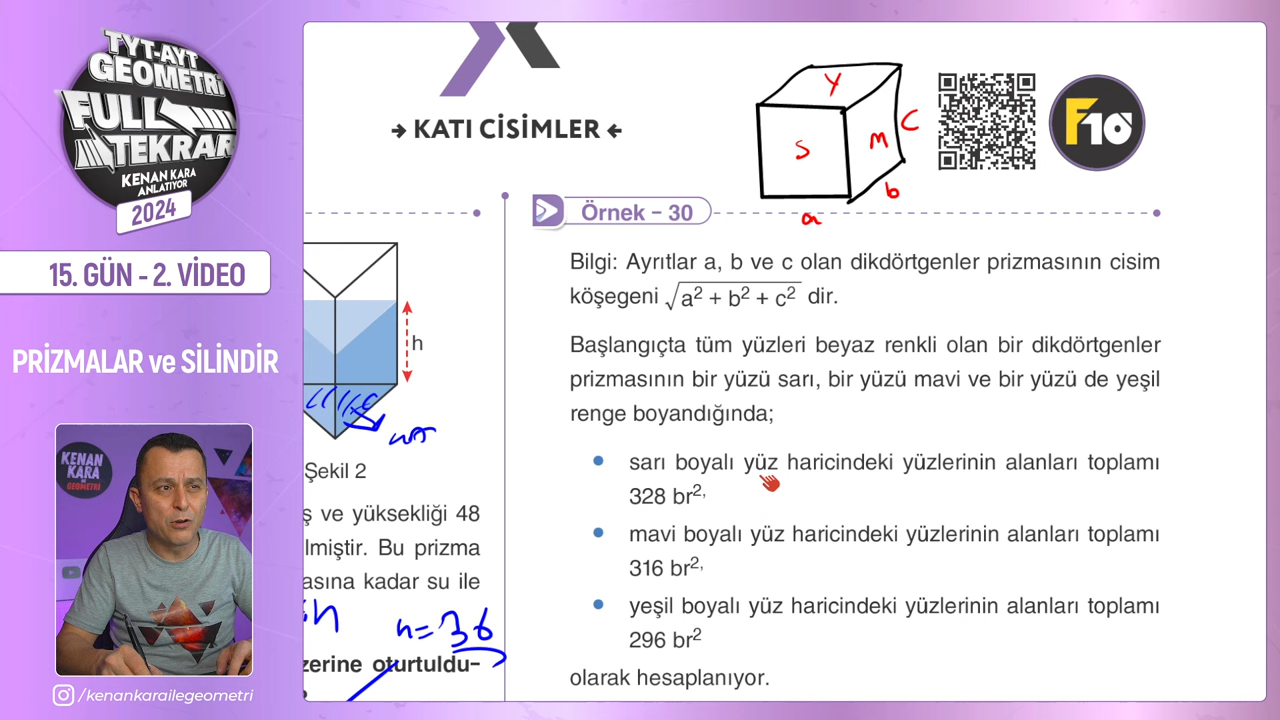 TYT-AYT
GEOMETRİ
FULL
TEKRAR
KENAN KARA
ANLATIYOR
2024
15. GÜN - 2. VİDEO
PRİZMALAR ve SİLİNDİR
KENAN
KARA
GEOMETRİ
/kenankarailegeometri
→ KATI CİSİMLER ←
Y
S
M
C
b
a
F10
h
Şekil 2
ş ve yüksekliği 48
lmiştir. Bu prizma
asına kadar su ile
h = 36
zerine oturtuldu–
Örnek – 30
Bilgi: Ayrıtlar a, b ve c olan dikdörtgenler prizmasının cisim
köşegeni √a² + b² + c² dir.
Başlangıçta tüm yüzleri beyaz renkli olan bir dikdörtgenler
prizmasının bir yüzü sarı, bir yüzü mavi ve bir yüzü de yeşil
renge boyandığında;
• sarı boyalı yüz haricindeki yüzlerinin alanları toplamı
328 br²,
• mavi boyalı yüz haricindeki yüzlerinin alanları toplamı
316 br²,
• yeşil boyalı yüz haricindeki yüzlerinin alanları toplamı
296 br²
olarak hesaplanıyor.